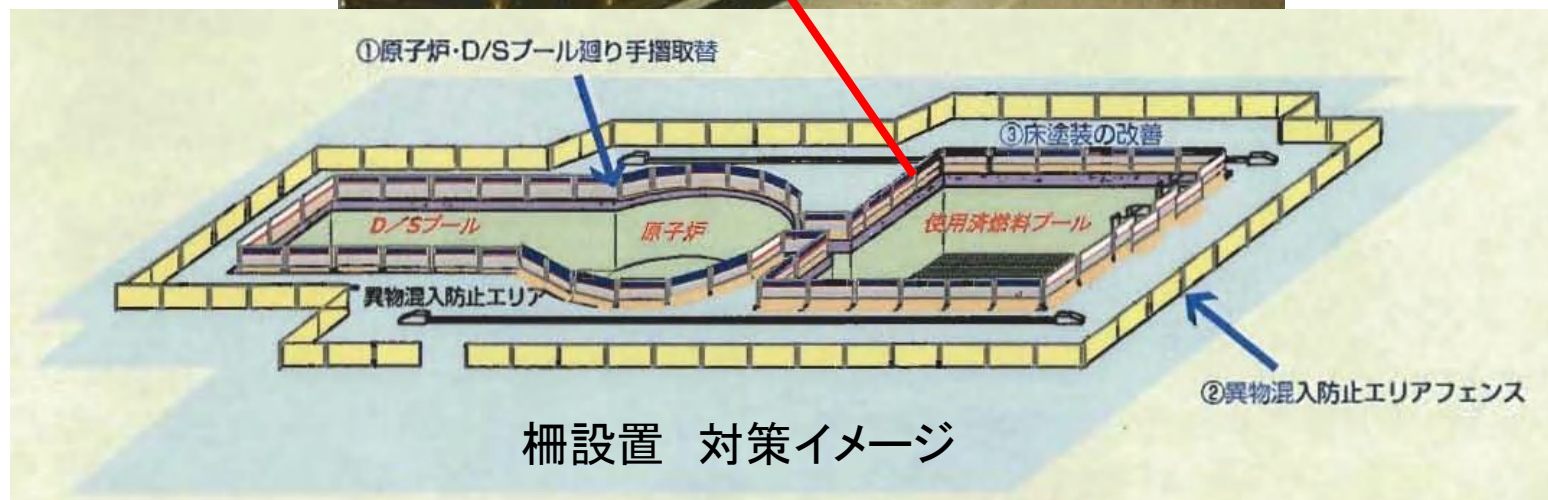 ①原子炉・D/Sプール廻り手摺取替
③床塗装の改善
D/Sプール
原子炉
使用済燃料プール
異物混入防止エリア
②異物混入防止エリアフェンス
柵設置 対策イメージ